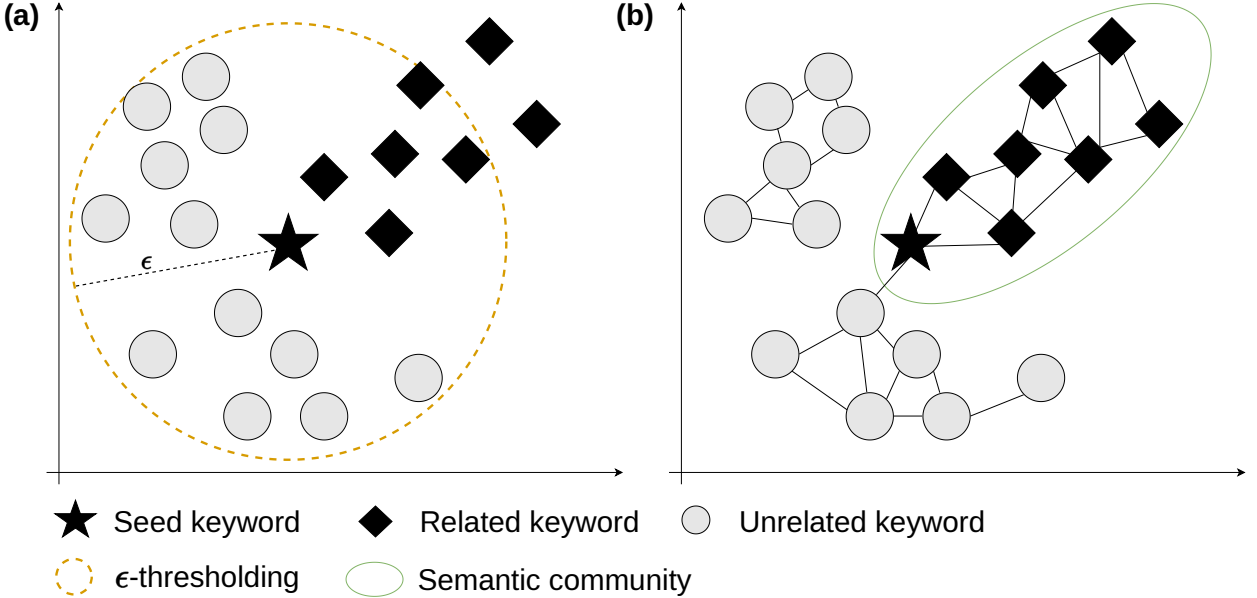 (a)
(b)
ϵ
Seed keyword
Related keyword
Unrelated keyword
ϵ-thresholding
Semantic community